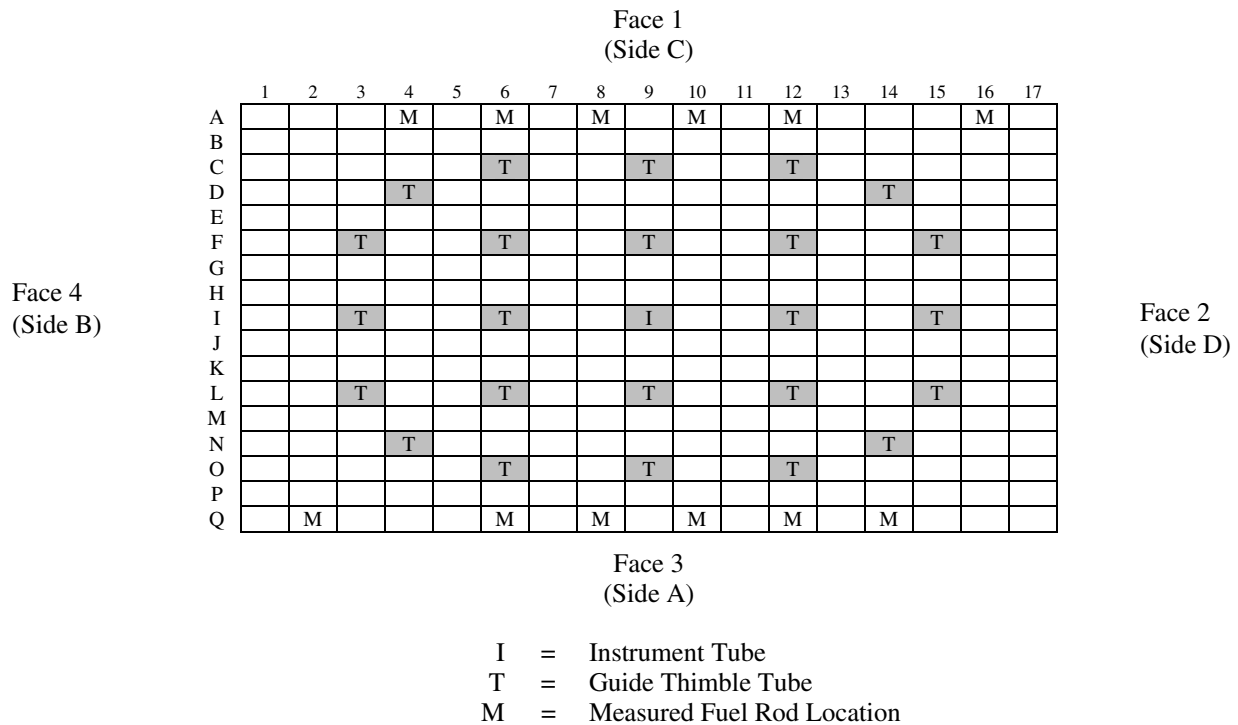 Face 1
(Side C)
1 2 3 4 5 6 7 8 9 10 11 12 13 14 15 16 17
A M M M M M M
B
C T T T
D T T
E
F T T T T T
G
H
Face 4
(Side B)
I T T I T T
Face 2
(Side D)
J
K
L T T T T T
M
N T T
O T T T
P
Q M M M M M M
Face 3
(Side A)
I = Instrument Tube
T = Guide Thimble Tube
M = Measured Fuel Rod Location